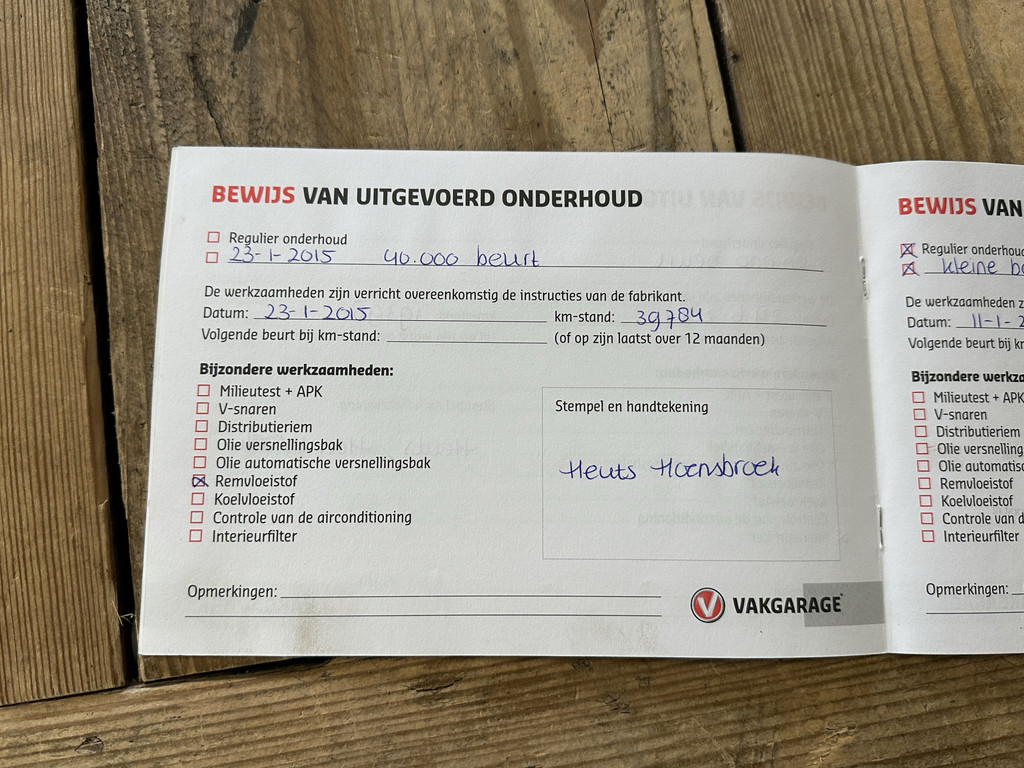 BEWIJS VAN UITGEVOERD ONDERHOUD
Regulier onderhoud
23-1-2015 40.000 beurt
De werkzaamheden zijn verricht overeenkomstig de instructies van de fabrikant.
Datum: 23-1-2015 km-stand: 39784
Volgende beurt bij km-stand: (of op zijn laatst over 12 maanden)
Bijzondere werkzaamheden:
Milieutest + APK
V-snaren
Distributieriem
Olie versnellingsbak
Olie automatische versnellingsbak
Remvloeistof
Koelvloeistof
Controle van de airconditioning
Interieurfilter
Stempel en handtekening
Heuts Hoensbroek
Opmerkingen:
V VAKGARAGE
BEWIJS VAN
Regulier onderhoud
kleine be
De werkzaamheden z
Datum: 11-1-2
Volgende beurt bij k
Bijzondere werkza
Milieutest + APK
V-snaren
Distributieriem
Olie versnelling
Olie automatis
Remvloeistof
Koelvloeistof
Controle van d
Interieurfilter
Opmerkingen: